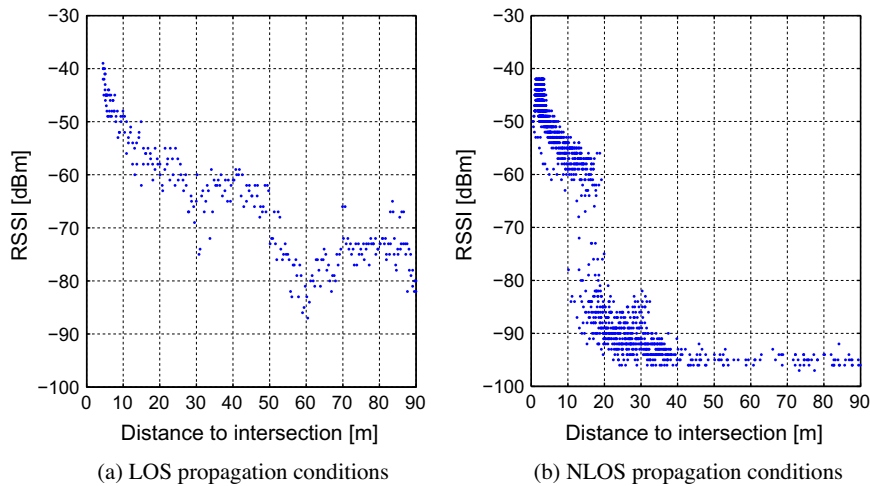 −30
−40
−50
−60
−70
−80
−90
−100
RSSI [dBm]
0 10 20 30 40 50 60 70 80 90
Distance to intersection [m]
(a) LOS propagation conditions
−30
−40
−50
−60
−70
−80
−90
−100
RSSI [dBm]
0 10 20 30 40 50 60 70 80 90
Distance to intersection [m]
(b) NLOS propagation conditions